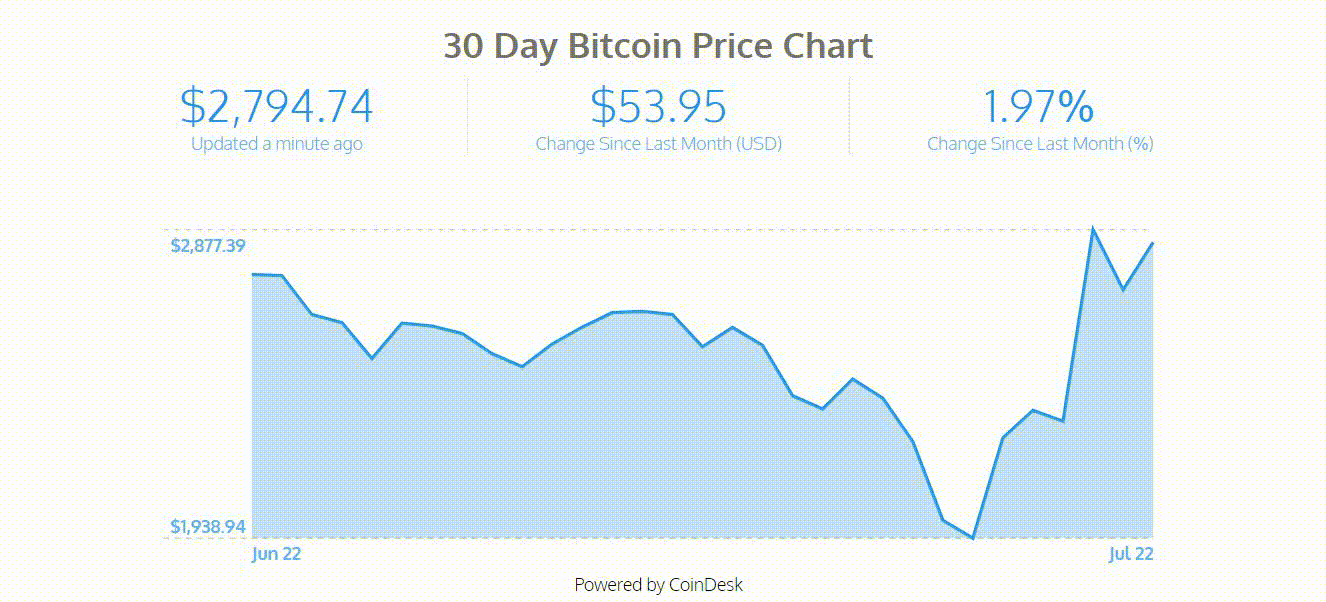 30 Day Bitcoin Price Chart
$2,794.74
Updated a minute ago
$53.95
Change Since Last Month (USD)
1.97%
Change Since Last Month (%)
$2,877.39
$1,938.94
Jun 22
Jul 22
Powered by CoinDesk